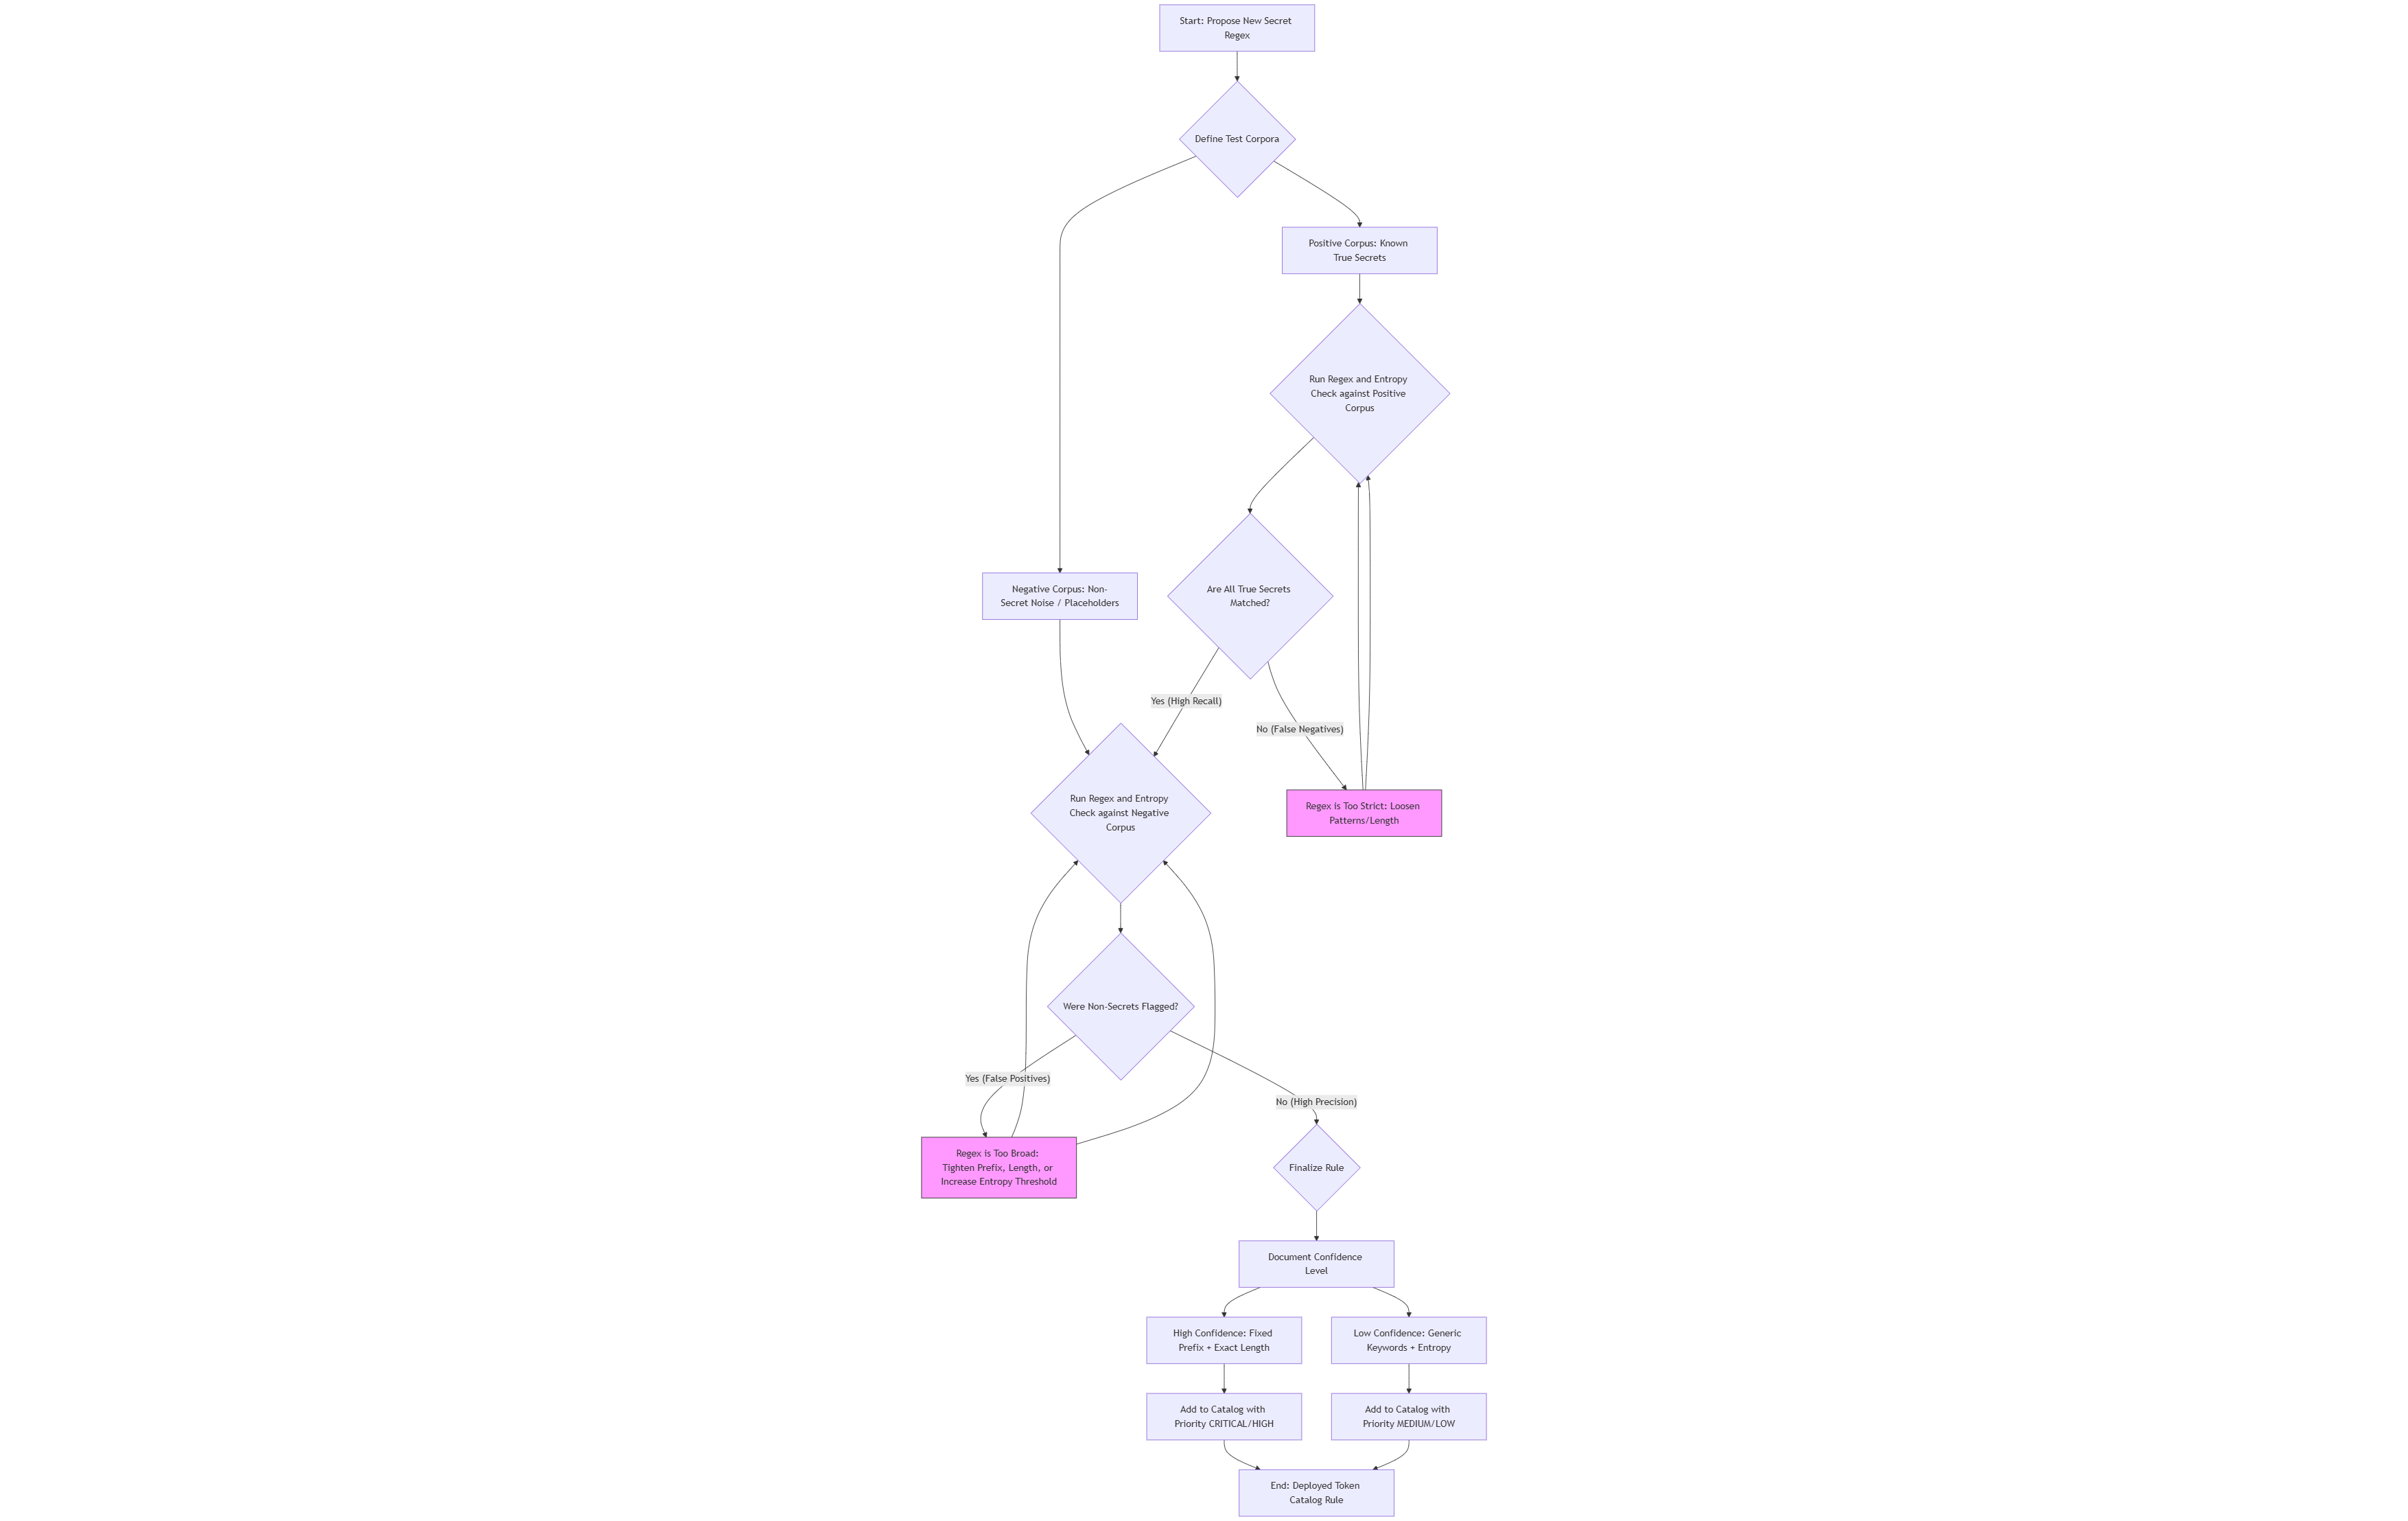 Start: Propose New Secret
Regex
Define Test Corpora
Positive Corpus: Known
True Secrets
Run Regex and Entropy
Check against Positive
Corpus
Negative Corpus: Non-
Secret Noise / Placeholders
Are All True Secrets
Matched?
Yes (High Recall)
No (False Negatives)
Run Regex and Entropy
Check against Negative
Corpus
Regex is Too Strict: Loosen
Patterns/Length
Were Non-Secrets Flagged?
Yes (False Positives)
No (High Precision)
Regex is Too Broad:
Tighten Prefix, Length, or
Increase Entropy Threshold
Finalize Rule
Document Confidence
Level
High Confidence: Fixed
Prefix + Exact Length
Low Confidence: Generic
Keywords + Entropy
Add to Catalog with
Priority CRITICAL/HIGH
Add to Catalog with
Priority MEDIUM/LOW
End: Deployed Token
Catalog Rule